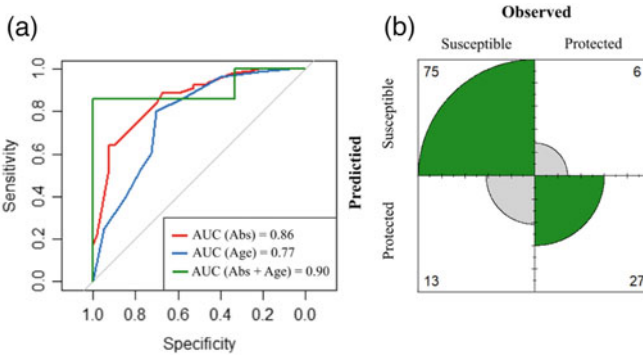 (a)
Sensitivity
1.0
0.8
0.6
0.4
0.2
0.0
1.0 0.8 0.6 0.4 0.2 0.0
Specificity
AUC (Abs) = 0.86
AUC (Age) = 0.77
AUC (Abs + Age) = 0.90
(b)
Observed
Susceptible Protected
Predictied
Susceptible
Protected
75
6
13
27